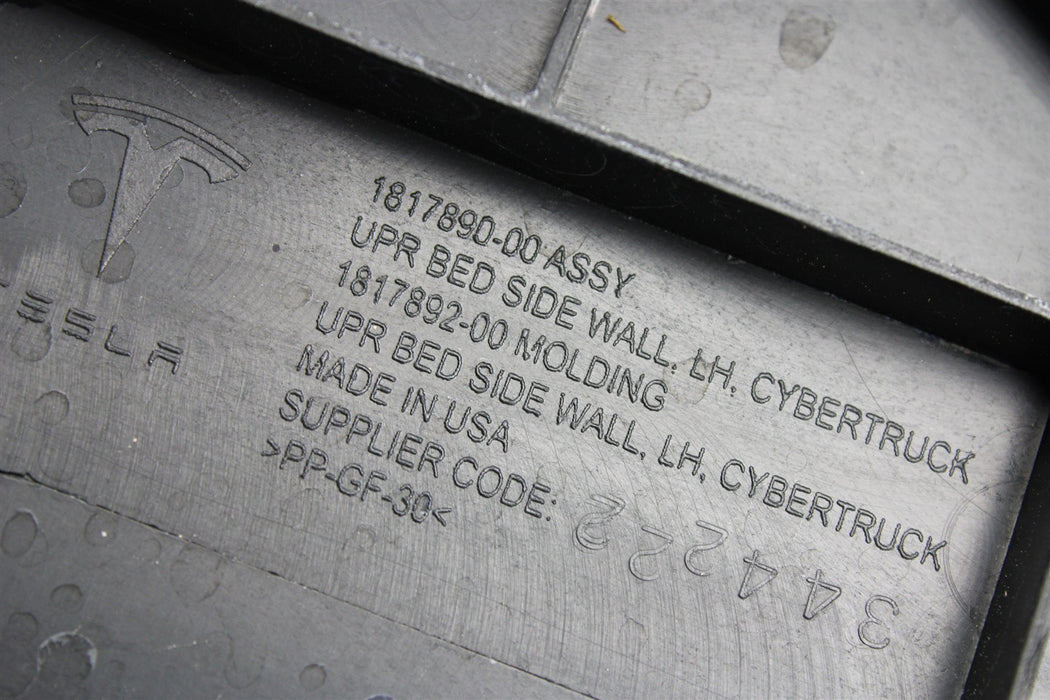 TESLA
1817890-00 ASSY
UPR BED SIDE WALL, LH, CYBERTRUCK
1817892-00 MOLDING
UPR BED SIDE WALL, LH, CYBERTRUCK
MADE IN USA
SUPPLIER CODE: 344222
>PP-GF-30<